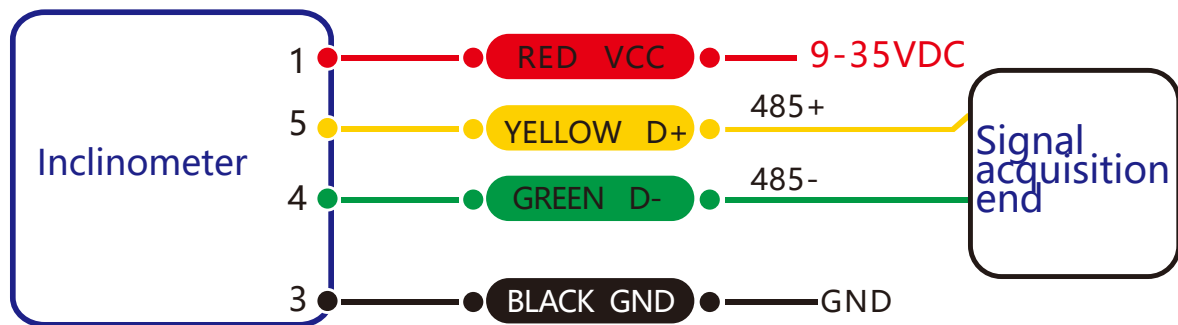 1 RED VCC 9-35VDC
5 YELLOW D+ 485+
Inclinometer
Signal
acquisition
end
4 GREEN D- 485-
3 BLACK GND GND